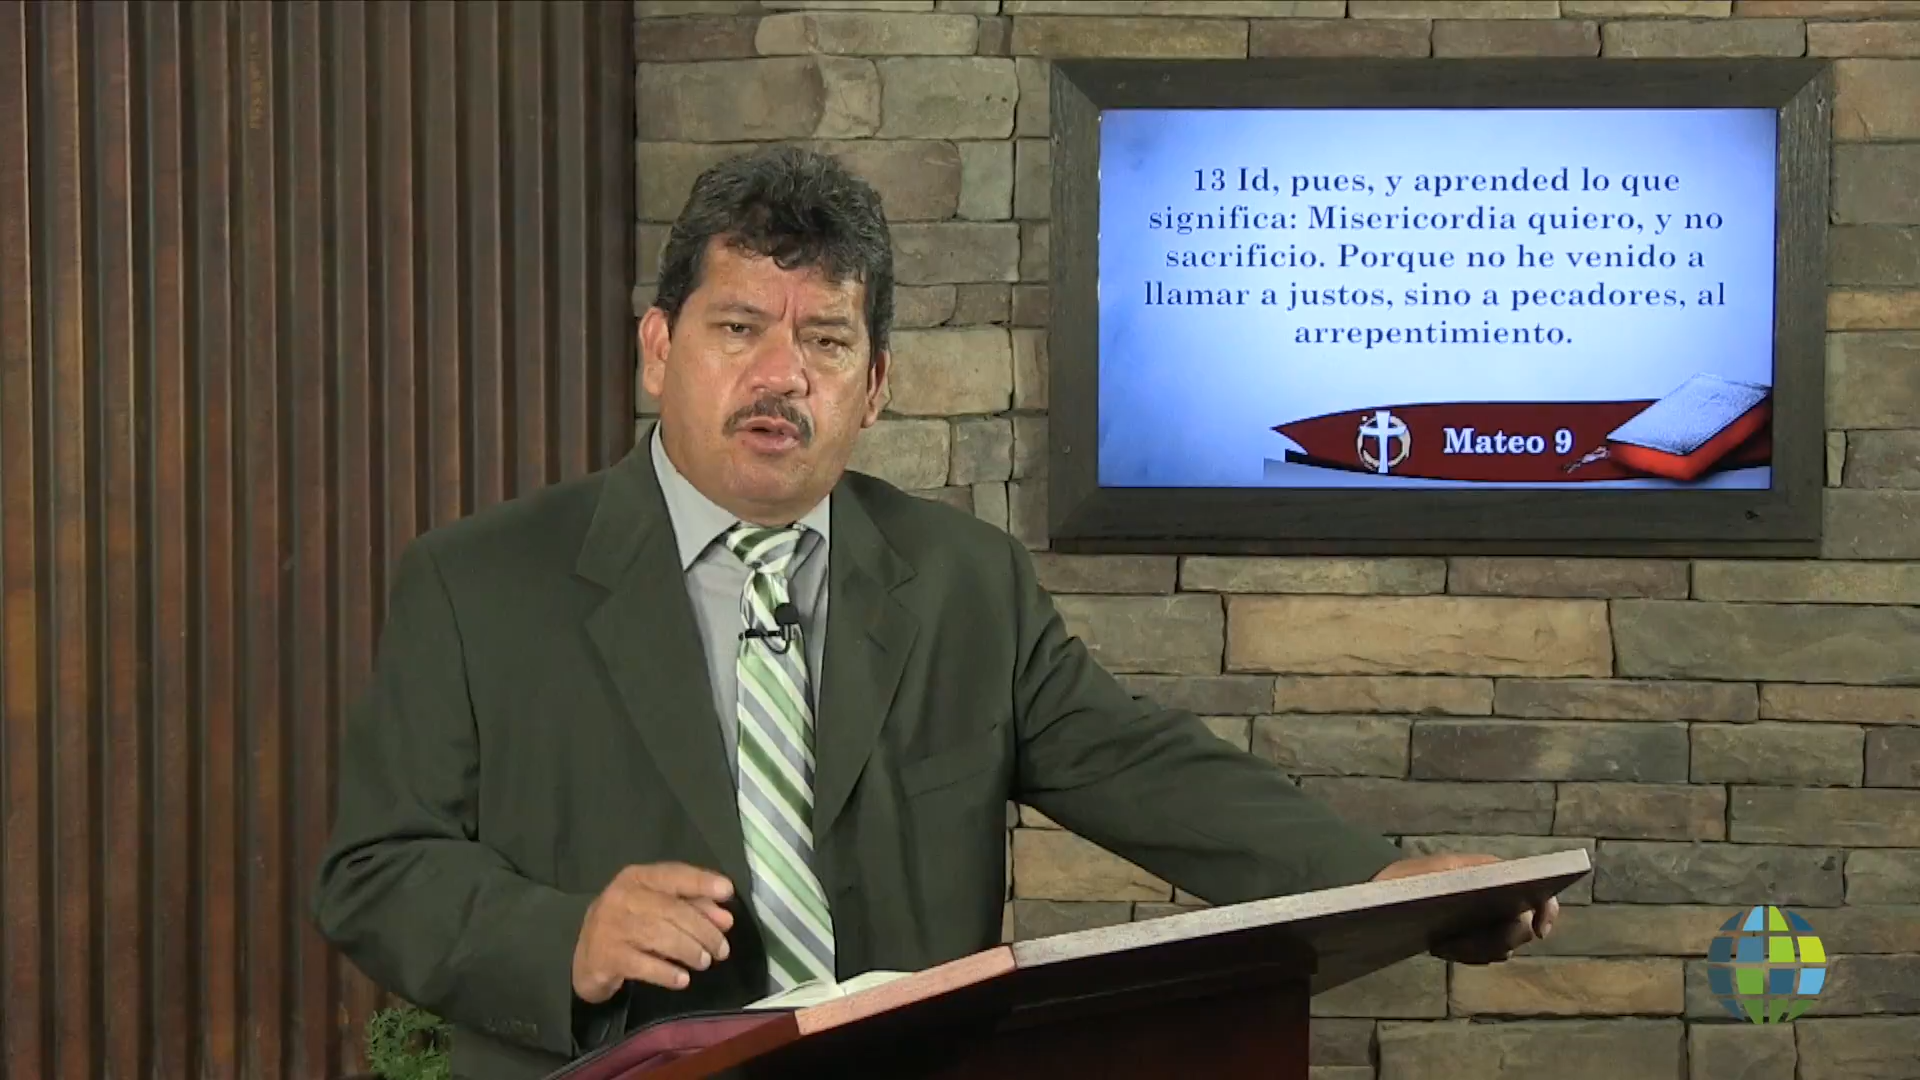 13 Id, pues, y aprended lo que
significa: Misericordia quiero, y no
sacrificio. Porque no he venido a
llamar a justos, sino a pecadores, al
arrepentimiento.
Mateo 9